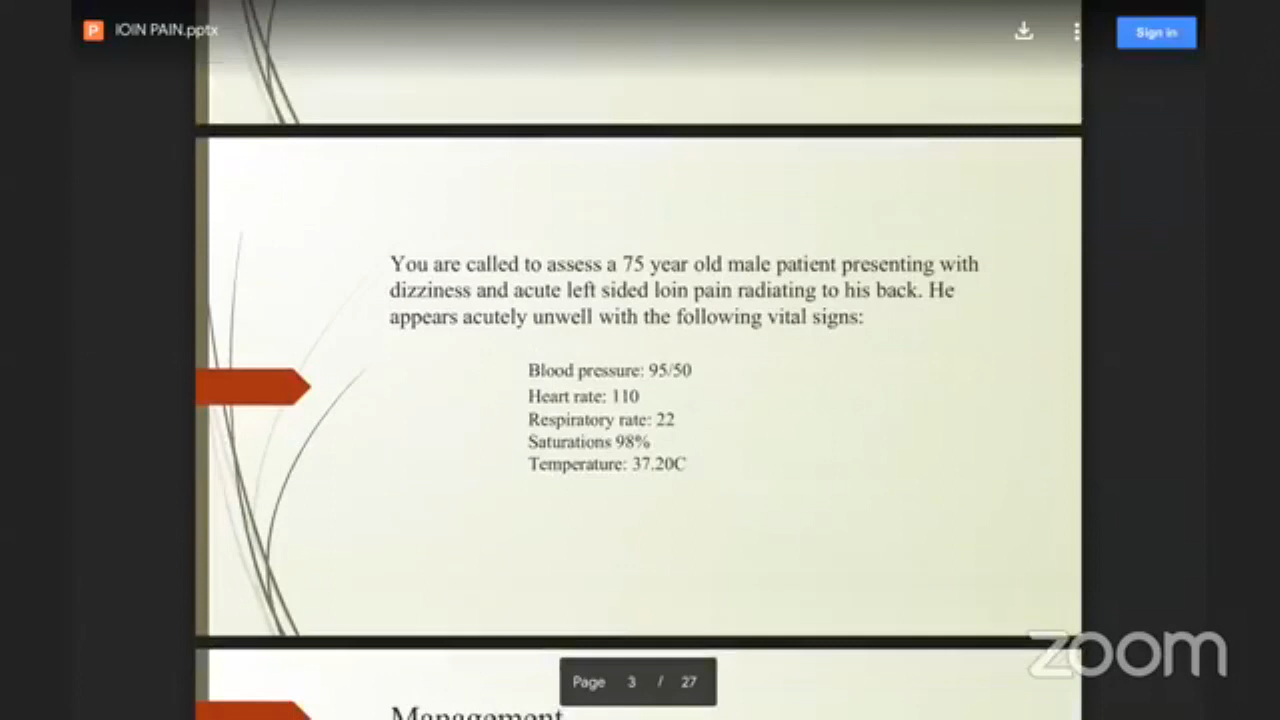 IOIN PAIN.pptx
Sign in
You are called to assess a 75 year old male patient presenting with
dizziness and acute left sided loin pain radiating to his back. He
appears acutely unwell with the following vital signs:
Blood pressure: 95/50
Heart rate: 110
Respiratory rate: 22
Saturations 98%
Temperature: 37.20C
zoom
Page 3 / 27
Management